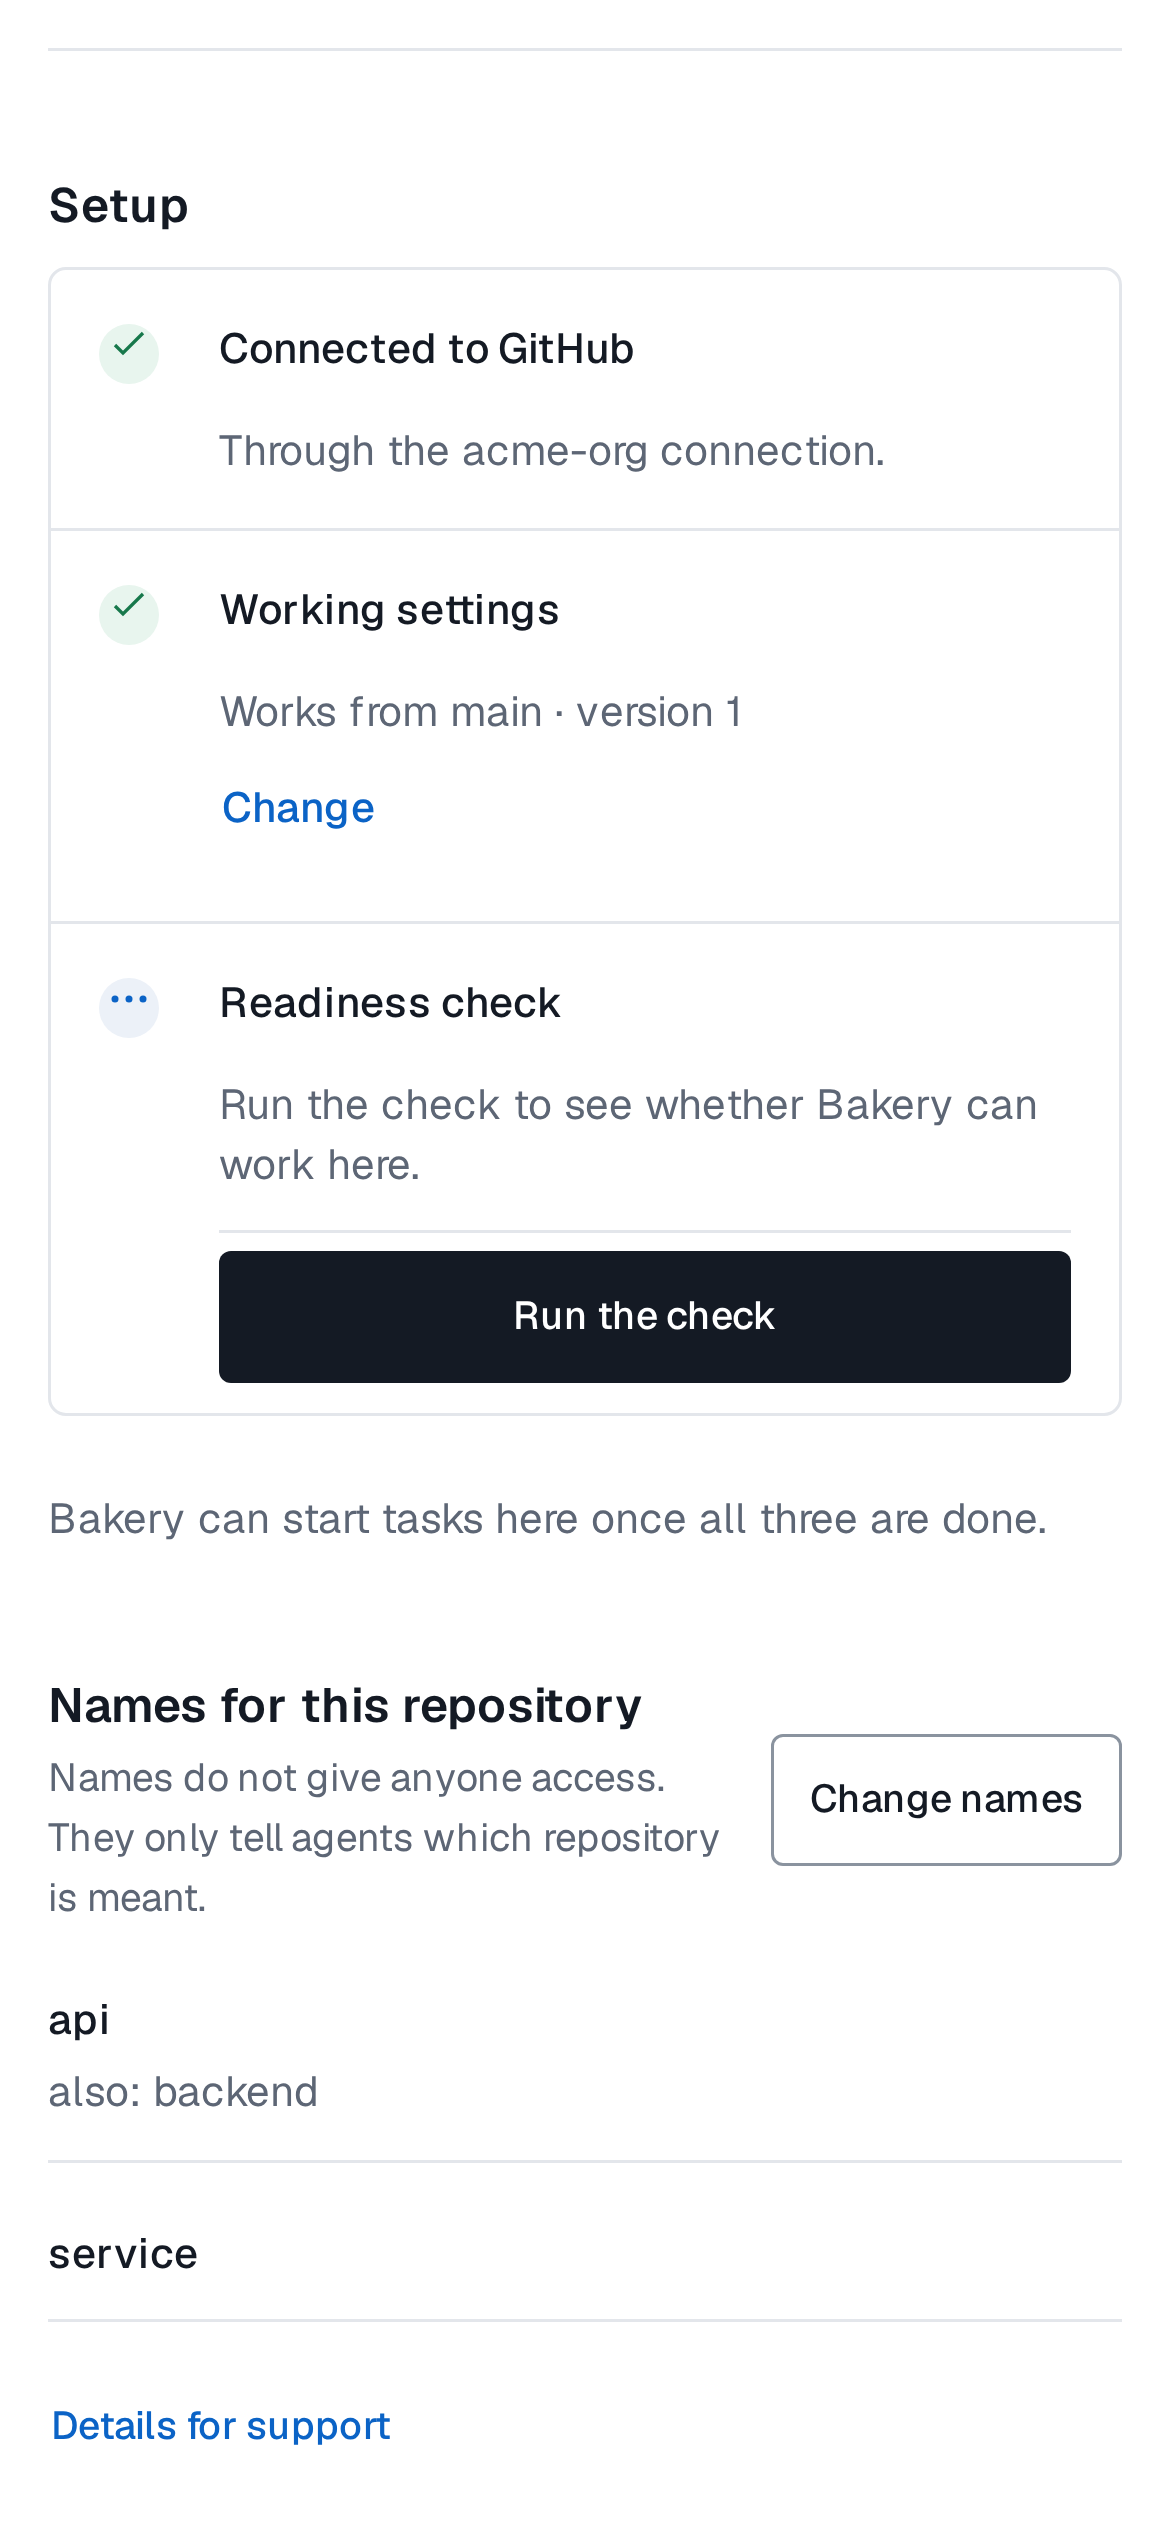 Setup
Connected to GitHub
Through the acme-org connection.
Working settings
Works from main · version 1
Change
Readiness check
Run the check to see whether Bakery can
work here.
Run the check
Bakery can start tasks here once all three are done.
Names for this repository
Names do not give anyone access.
They only tell agents which repository
is meant.
Change names
api
also: backend
service
Details for support